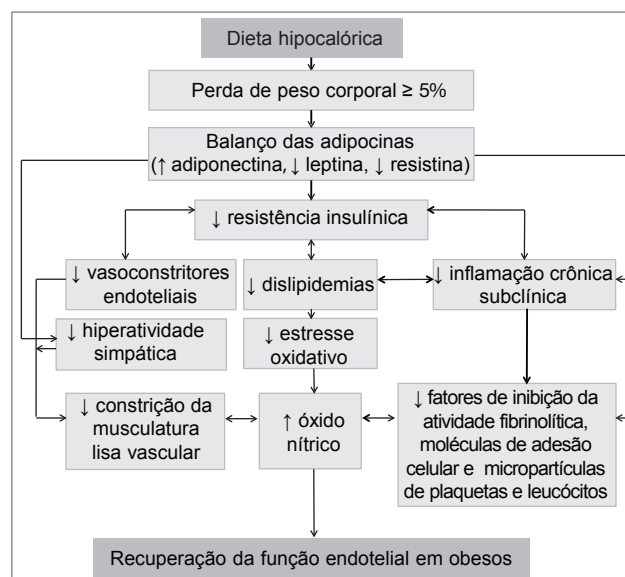 Dieta hipocalórica
Perda de peso corporal ≥ 5%
Balanço das adipocinas
(↑ adiponectina, ↓ leptina, ↓ resistina)
↓ resistência insulínica
↓ vasoconstritores
endoteliais
↓
dislipidemias
↓ inflamação crônica
subclínica
↓ hiperatividade
simpática
↓ estresse
oxidativo
↓ constrição da
musculatura
lisa vascular
↑ óxido
nítrico
↓ fatores de inibição da
atividade fibrinolítica,
moléculas de adesão
celular e micropartículas
de plaquetas e leucócitos
Recuperação da função endotelial em obesos